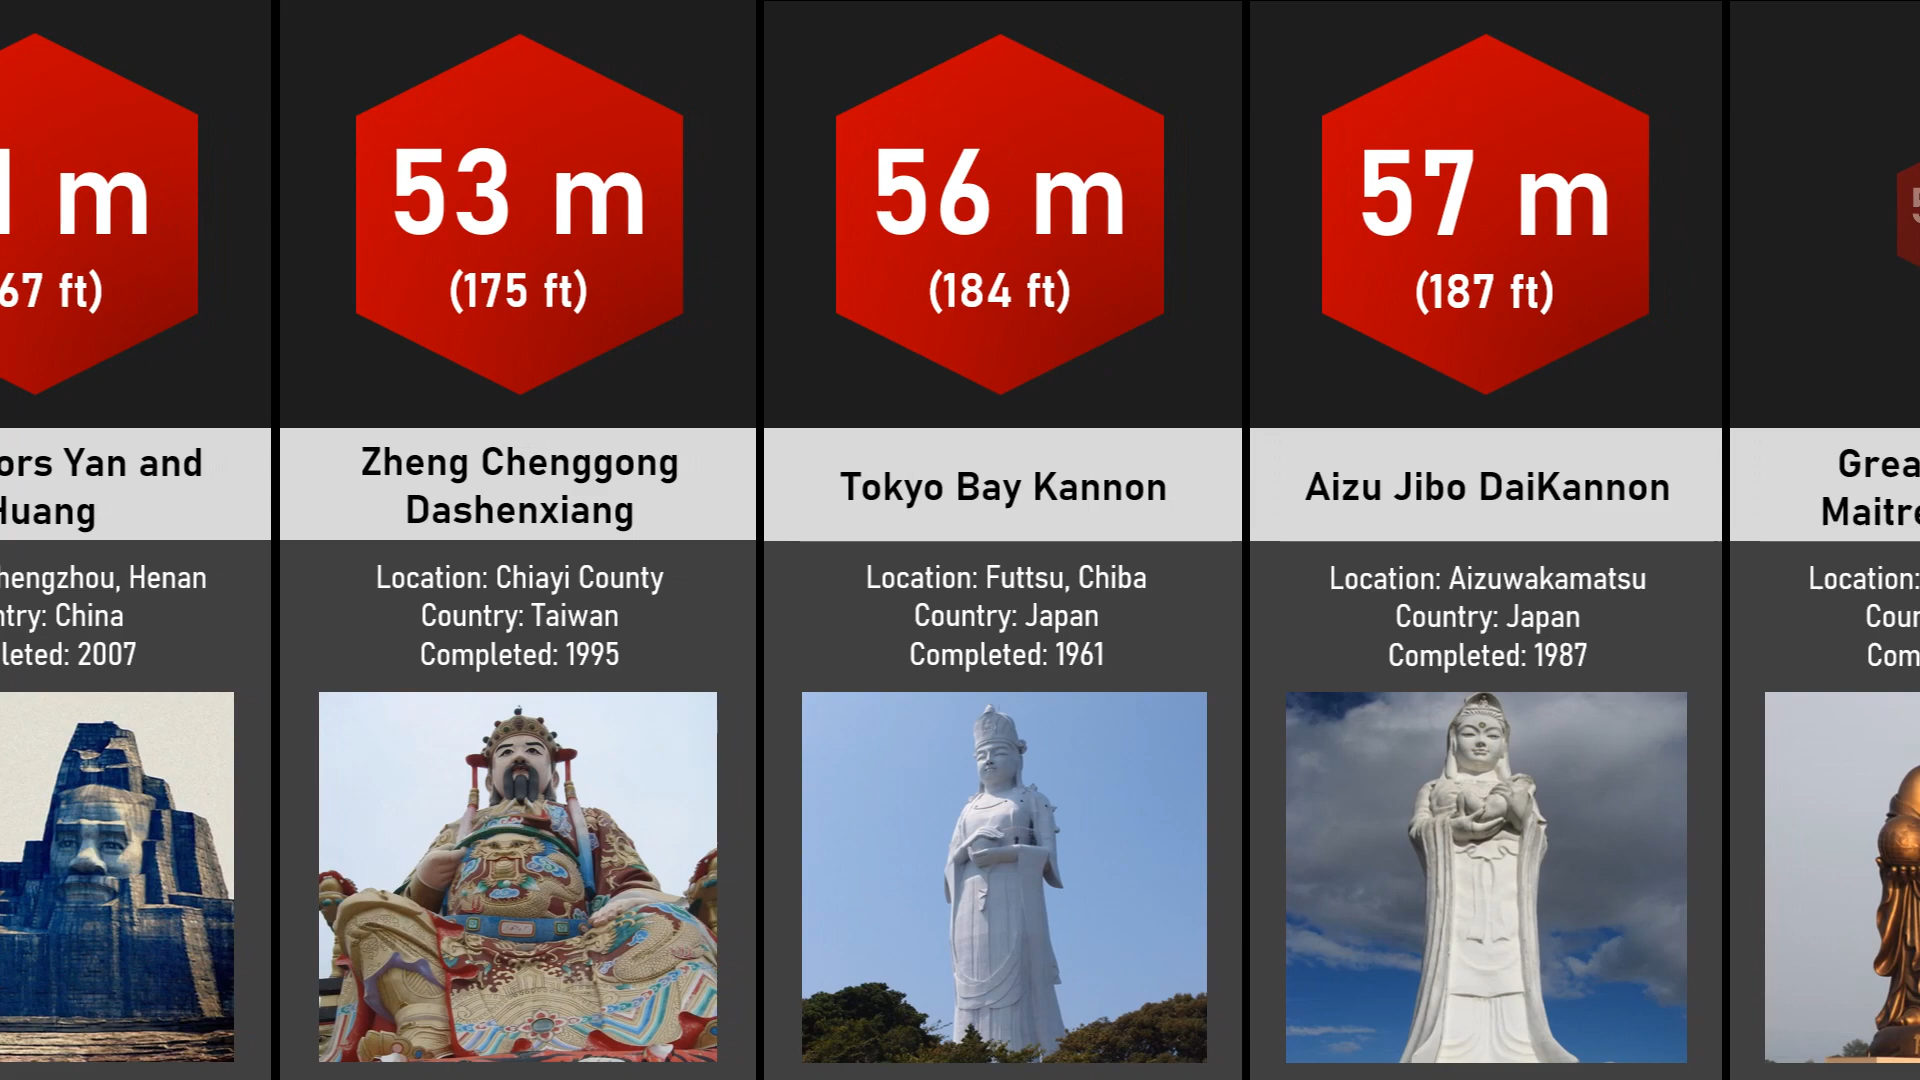 m
67 ft)
ors Yan and
Huang
hengzhou, Henan
ntry: China
leted: 2007
53 m
(175 ft)
Zheng Chenggong
Dashenxiang
Location: Chiayi County
Country: Taiwan
Completed: 1995
56 m
(184 ft)
Tokyo Bay Kannon
Location: Futtsu, Chiba
Country: Japan
Completed: 1961
57 m
(187 ft)
Aizu Jibo DaiKannon
Location: Aizuwakamatsu
Country: Japan
Completed: 1987
5
Grea
Maitre
Location:
Coun
Com